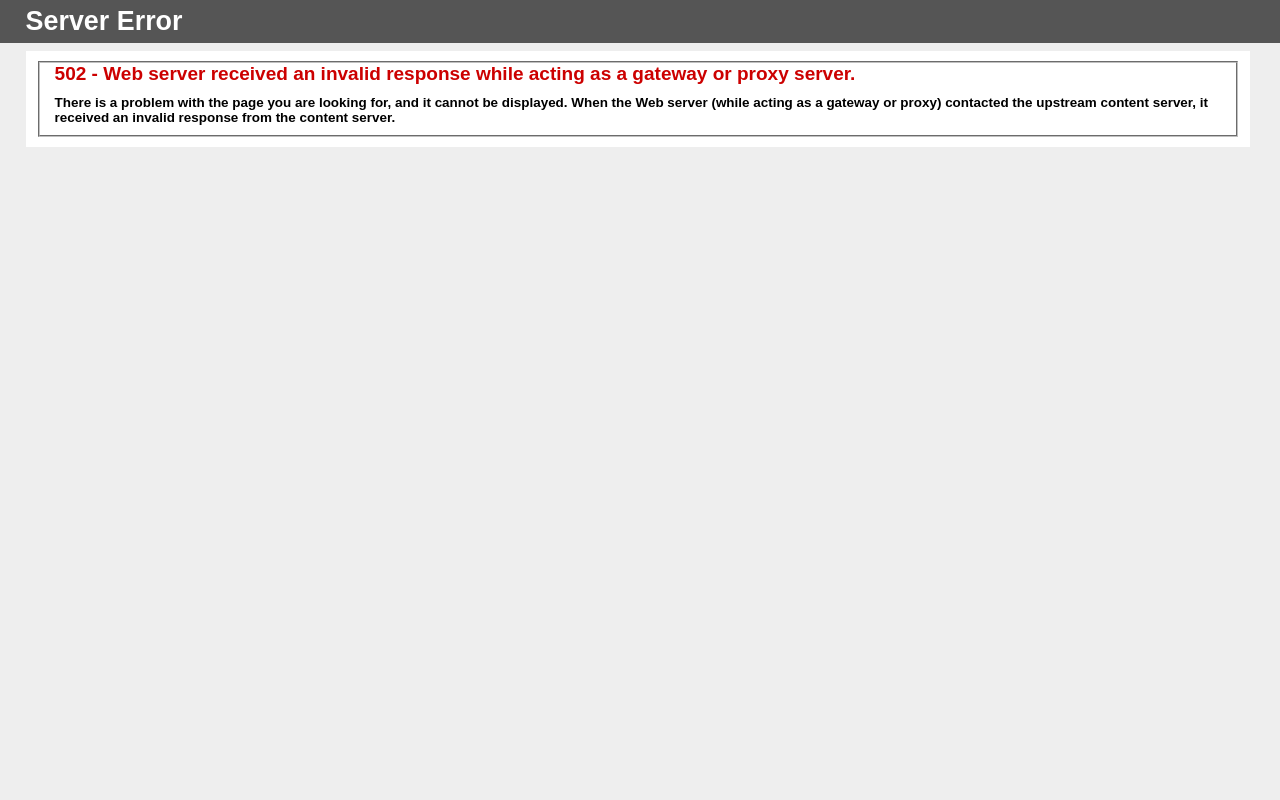 Server Error
502 - Web server received an invalid response while acting as a gateway or proxy server.
There is a problem with the page you are looking for, and it cannot be displayed. When the Web server (while acting as a gateway or proxy) contacted the upstream content server, it
received an invalid response from the content server.